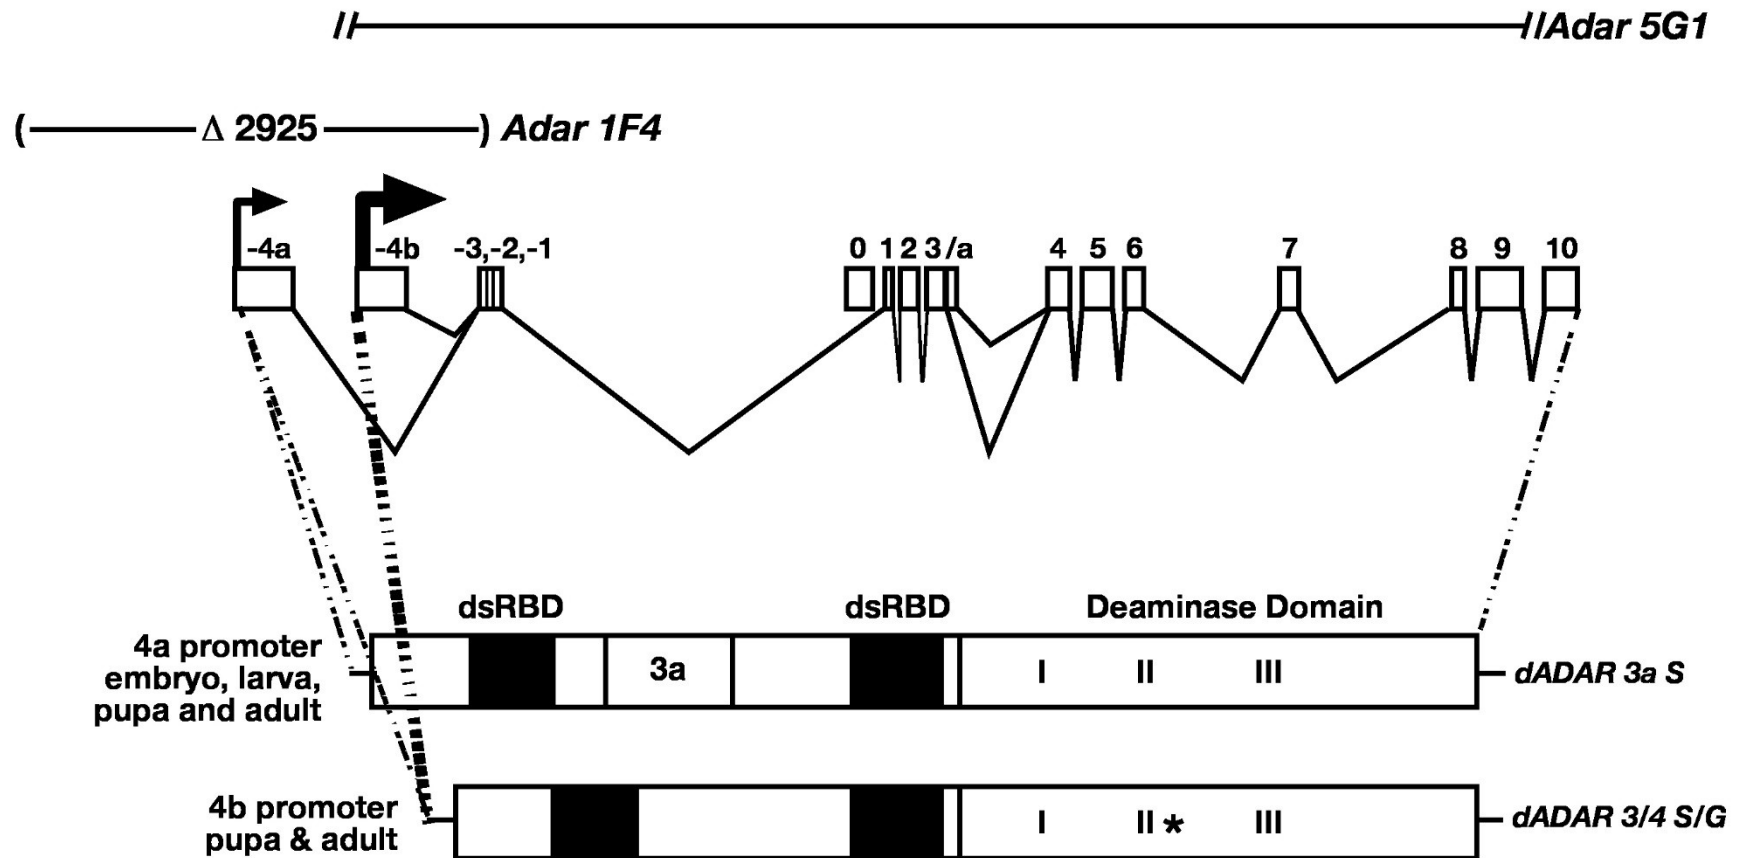 Adar 5G1
( Δ 2925 ) Adar 1F4
-4a -4b -3,-2,-1 0 1 2 3 /a 4 5 6 7 8 9 10
dsRBD dsRBD Deaminase Domain
4a promoter
embryo, larva,
pupa and adult
3a I II III dADAR 3a S
4b promoter
pupa & adult
I II * III dADAR 3/4 S/G